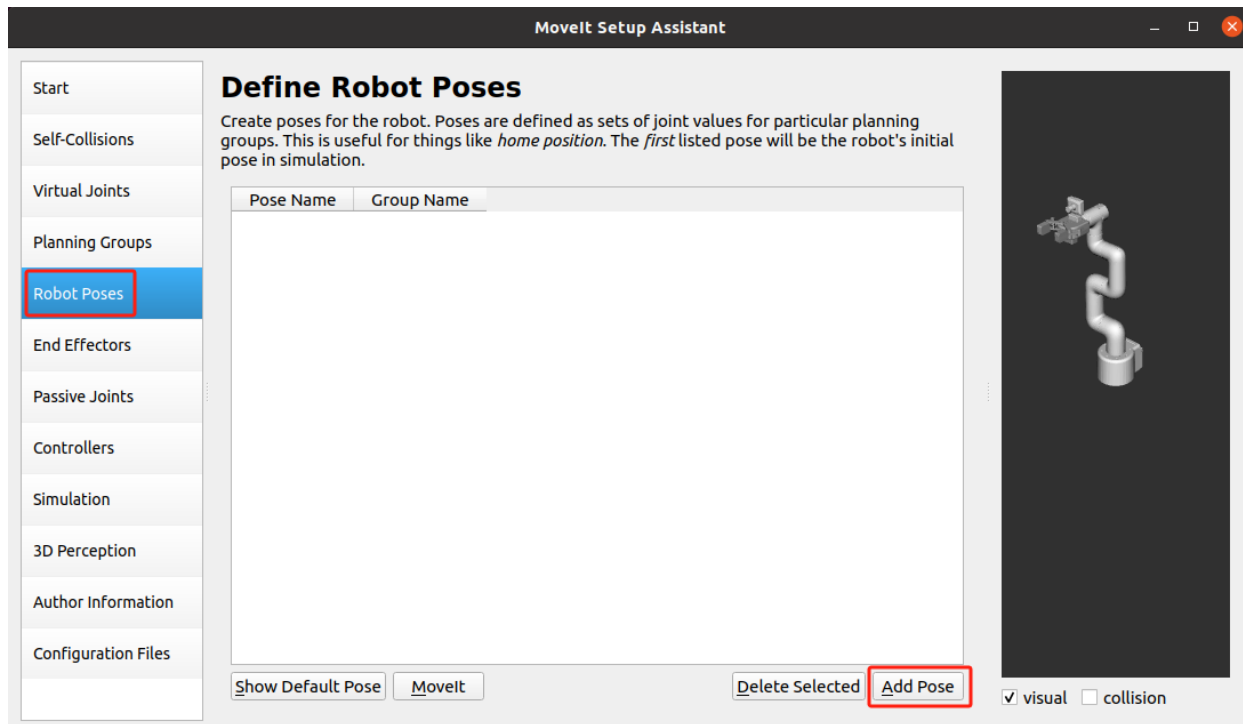 MoveIt Setup Assistant
Start
Self-Collisions
Virtual Joints
Planning Groups
Robot Poses
End Effectors
Passive Joints
Controllers
Simulation
3D Perception
Author Information
Configuration Files
Define Robot Poses
Create poses for the robot. Poses are defined as sets of joint values for particular planning
groups. This is useful for things like home position. The first listed pose will be the robot's initial
pose in simulation.
Pose Name Group Name
Show Default Pose MoveIt Delete Selected Add Pose
visual collision